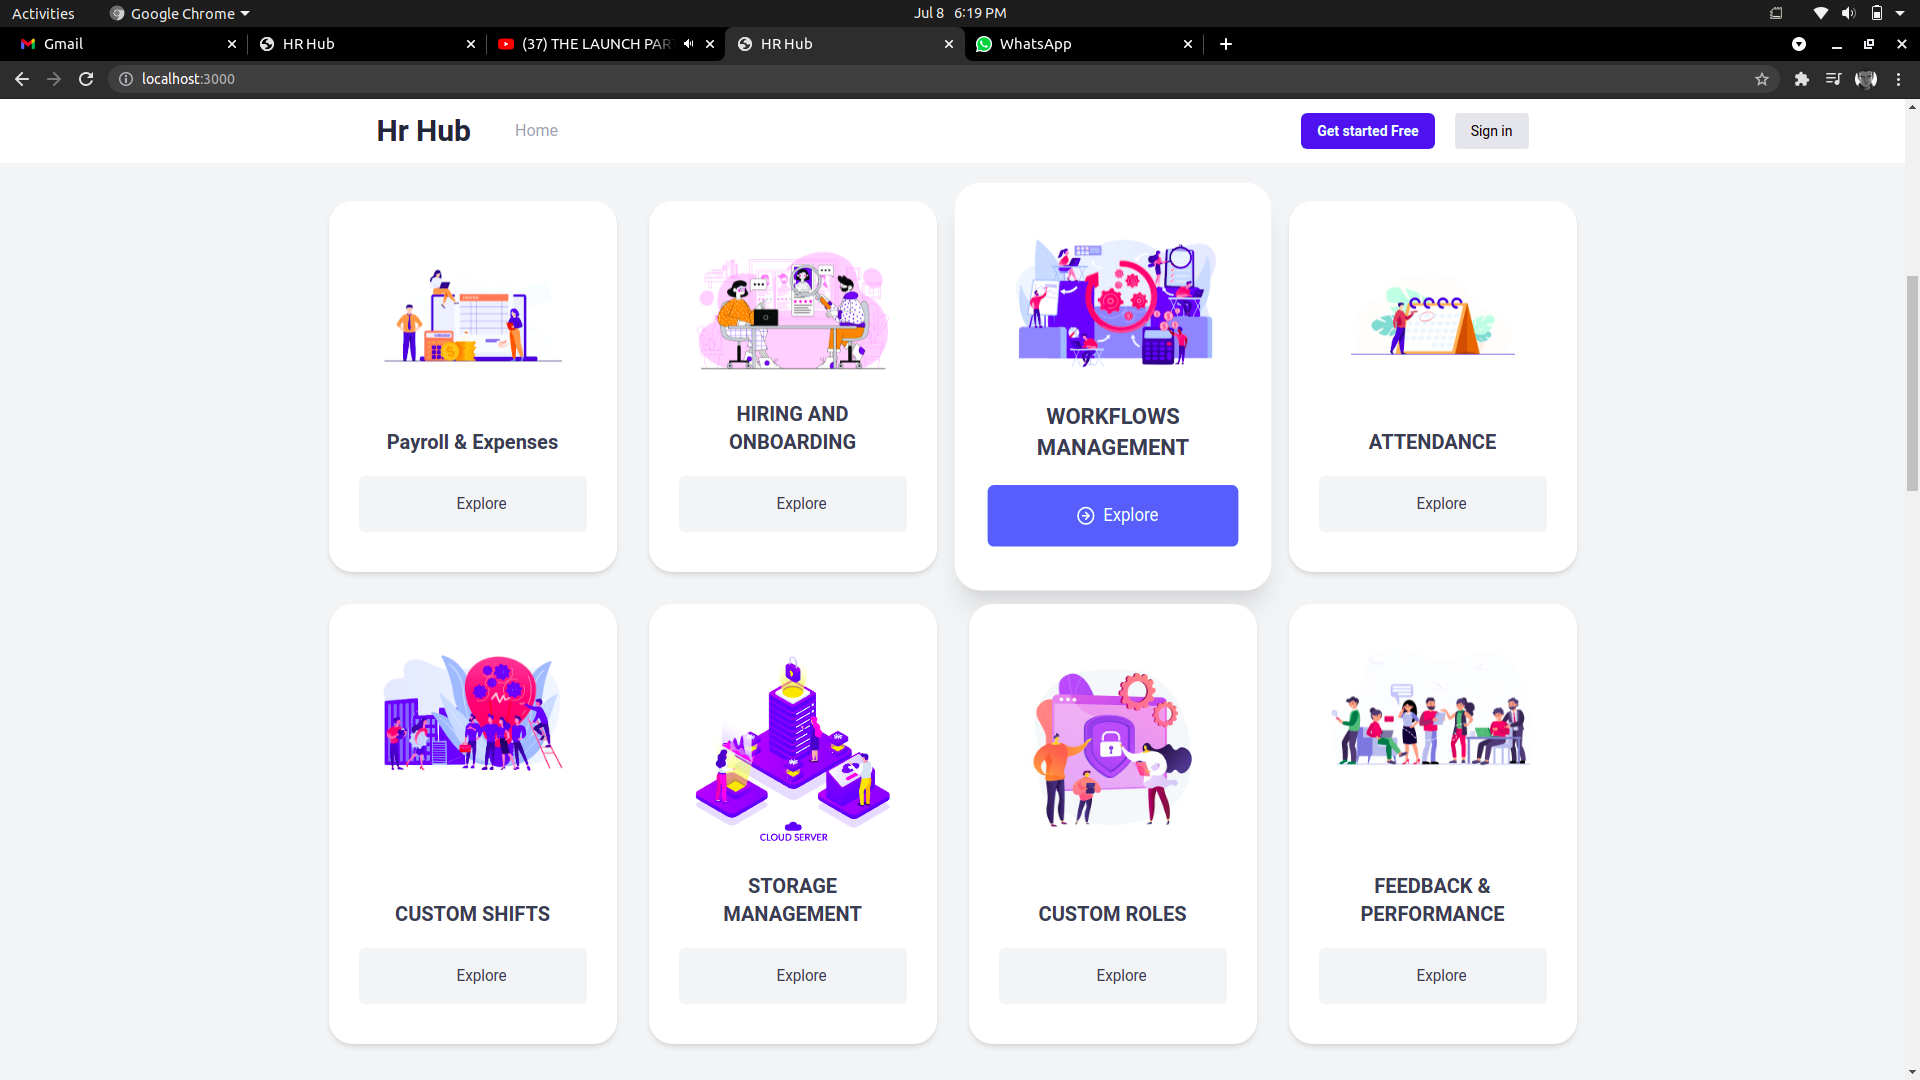 Activities
Google Chrome
Jul 8 6:19 PM
Gmail
HR Hub
(37) THE LAUNCH PAR
HR Hub
WhatsApp
localhost:3000
Hr Hub
Home
Get started Free
Sign in
Payroll & Expenses
Explore
HIRING AND
ONBOARDING
Explore
WORKFLOWS
MANAGEMENT
Explore
ATTENDANCE
Explore
CUSTOM SHIFTS
Explore
CLOUD SERVER
STORAGE
MANAGEMENT
Explore
CUSTOM ROLES
Explore
FEEDBACK &
PERFORMANCE
Explore